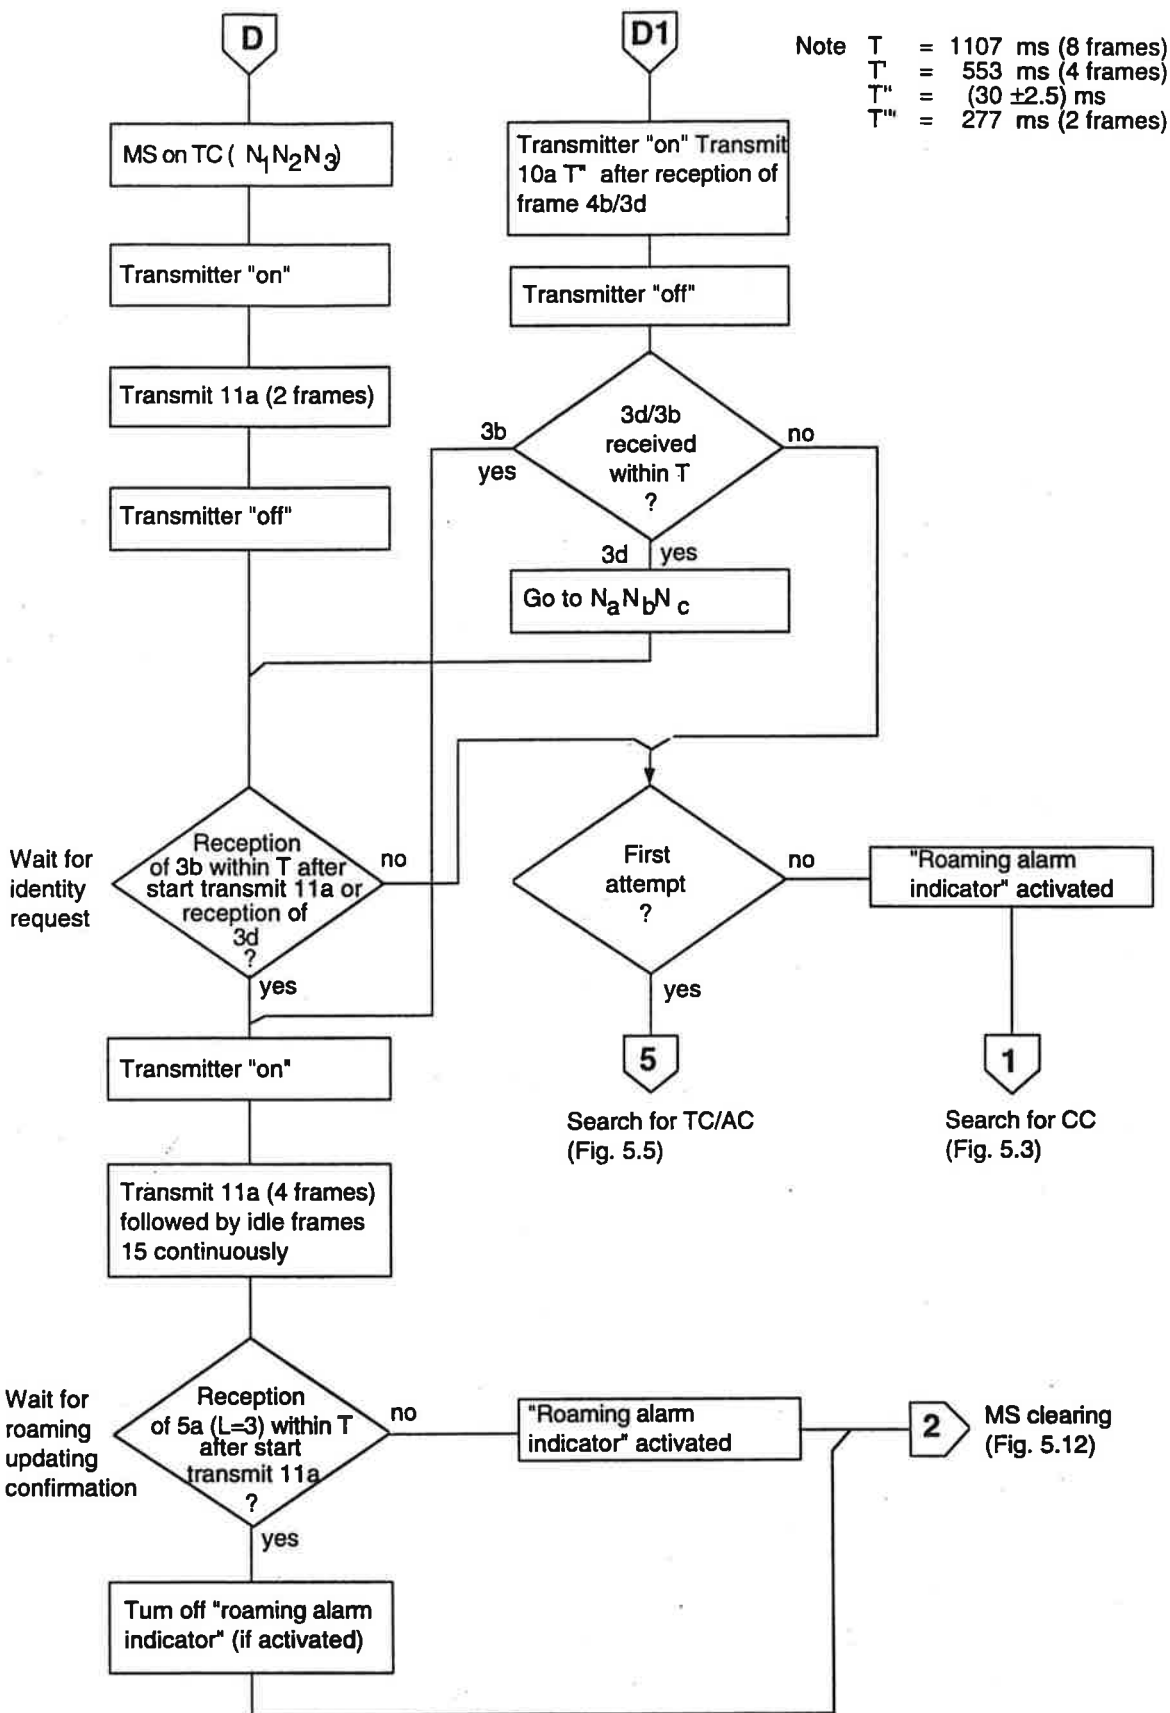 D
D1
Note T = 1107 ms (8 frames)
T' = 553 ms (4 frames)
T'' = (30 ±2.5) ms
T''' = 277 ms (2 frames)
MS on TC ( N1N2N3)
Transmitter "on"
Transmit 11a (2 frames)
Transmitter "off"
Transmitter "on" Transmit
10a T" after reception of
frame 4b/3d
Transmitter "off"
3d/3b
received
within T
?
3b
yes
no
3d yes
Go to NaNbNc
Wait for
identity
request
Reception
of 3b within T after
start transmit 11a or
reception of
3d
?
no
yes
First
attempt
?
no
yes
"Roaming alarm
indicator" activated
5
Search for TC/AC
(Fig. 5.5)
1
Search for CC
(Fig. 5.3)
Transmitter "on"
Transmit 11a (4 frames)
followed by idle frames
15 continuously
Wait for
roaming
updating
confirmation
Reception
of 5a (L=3) within T
after start
transmit 11a
?
no
yes
"Roaming alarm
indicator" activated
2
MS clearing
(Fig. 5.12)
Turn off "roaming alarm
indicator" (if activated)